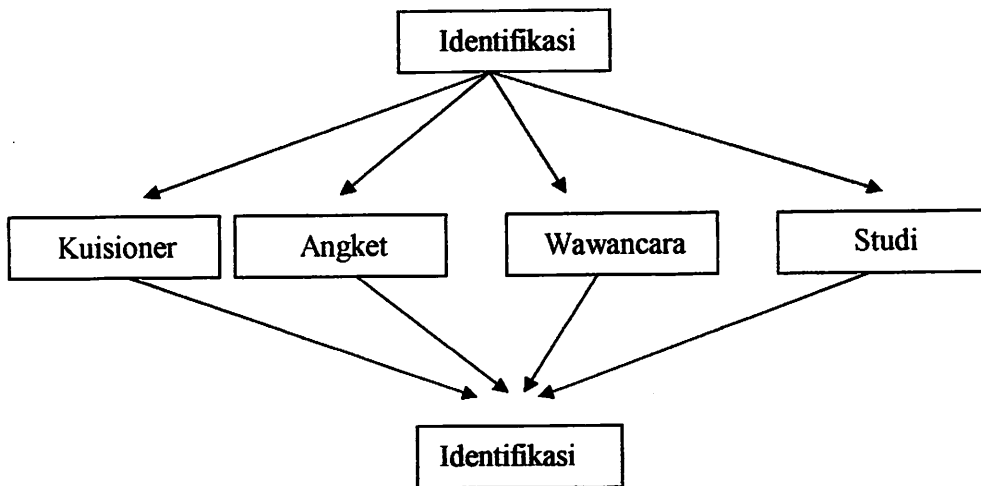 Identifikasi
Kuisioner
Angket
Wawancara
Studi
Identifikasi